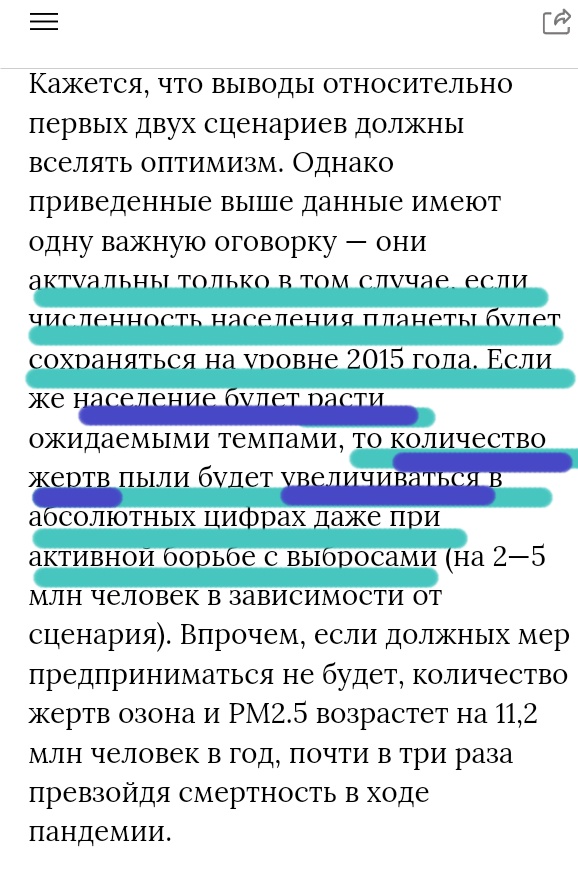 Кажется, что выводы относительно
первых двух сценариев должны
вселять оптимизм. Однако
приведенные выше данные имеют
одну важную оговорку — они
актуальны только в том случае, если
численность населения планеты будет
сохраняться на уровне 2015 года. Если
же население будет расти
ожидаемыми темпами, то количество
жертв пыли будет увеличиваться в
абсолютных цифрах даже при
активной борьбе с выбросами (на 2—5
млн человек в зависимости от
сценария). Впрочем, если должных мер
предприниматься не будет, количество
жертв озона и PM2.5 возрастет на 11,2
млн человек в год, почти в три раза
превзойдя смертность в ходе
пандемии.